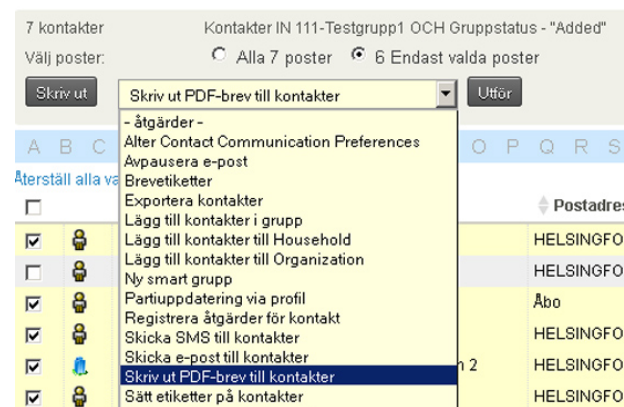 7 kontakter Kontakter IN 111-Testgrupp1 OCH Gruppstatus - "Added"
Välj poster: Alla 7 poster 6 Endast valda poster
Skriv ut Skriv ut PDF-brev till kontakter Utför
- åtgärder -
Alter Contact Communication Preferences
A B C O P Q R S
Avpausera e-post
Återställ alla va Brevetiketter
Exportera kontakter
Postadres
Lägg till kontakter i grupp
Lägg till kontakter till Household
HELSINGFO
Lägg till kontakter till Organization
HELSINGFO
Ny smart grupp
Partiuppdatering via profil
Åbo
Registrera åtgärder för kontakt
Skicka SMS till kontakter
HELSINGFO
Skicka e-post till kontakter
2 HELSINGFO
Skriv ut PDF-brev till kontakter
Sätt etiketter på kontakter
HELSINGFO